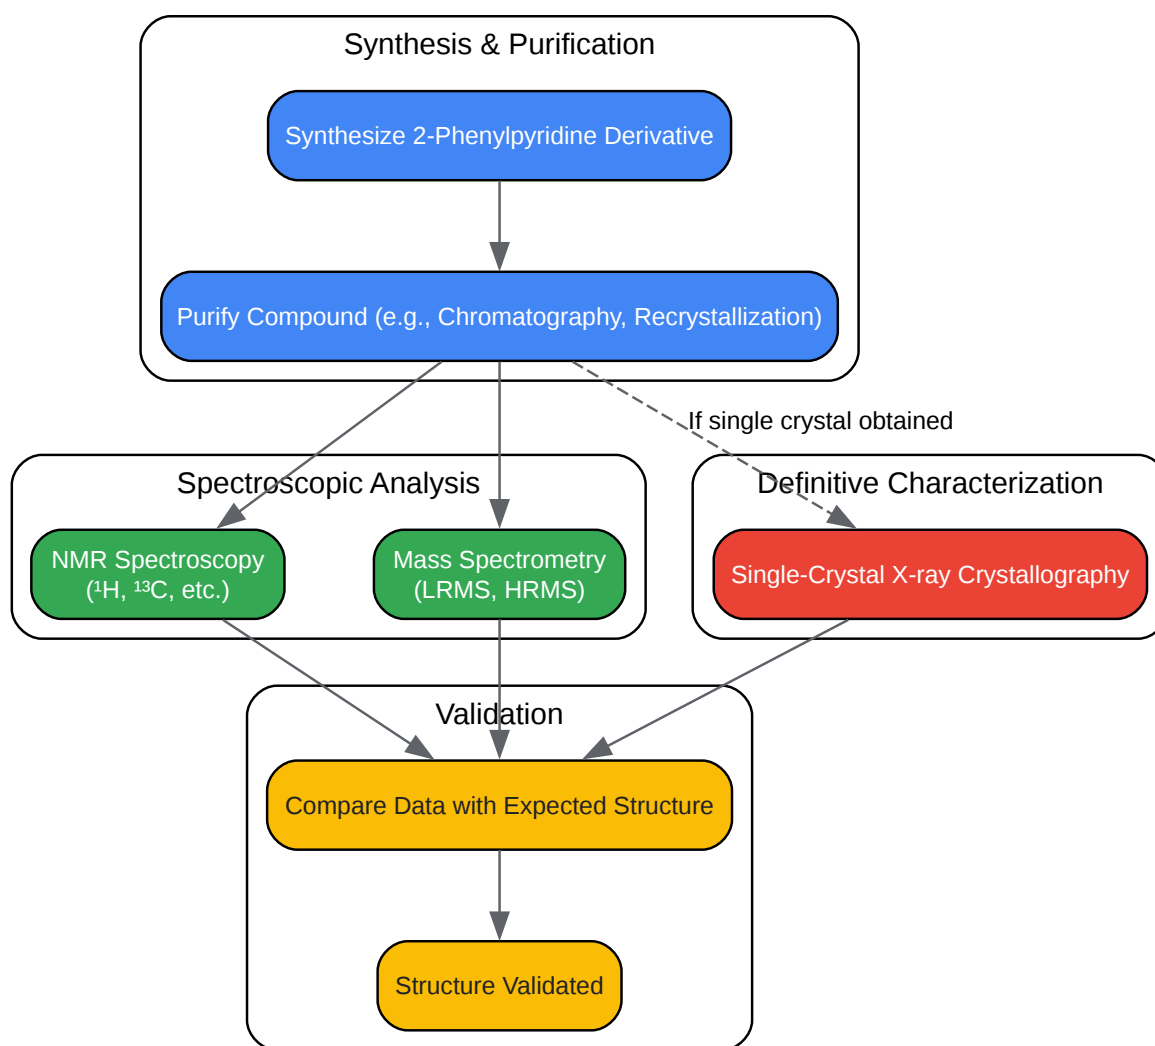 Synthesis & Purification
Synthesize 2-Phenylpyridine Derivative
Purify Compound (e.g., Chromatography, Recrystallization)
If single crystal obtained
Spectroscopic Analysis
Definitive Characterization
NMR Spectroscopy
(¹H, ¹³C, etc.)
Mass Spectrometry
(LRMS, HRMS)
Single-Crystal X-ray Crystallography
Validation
Compare Data with Expected Structure
Structure Validated